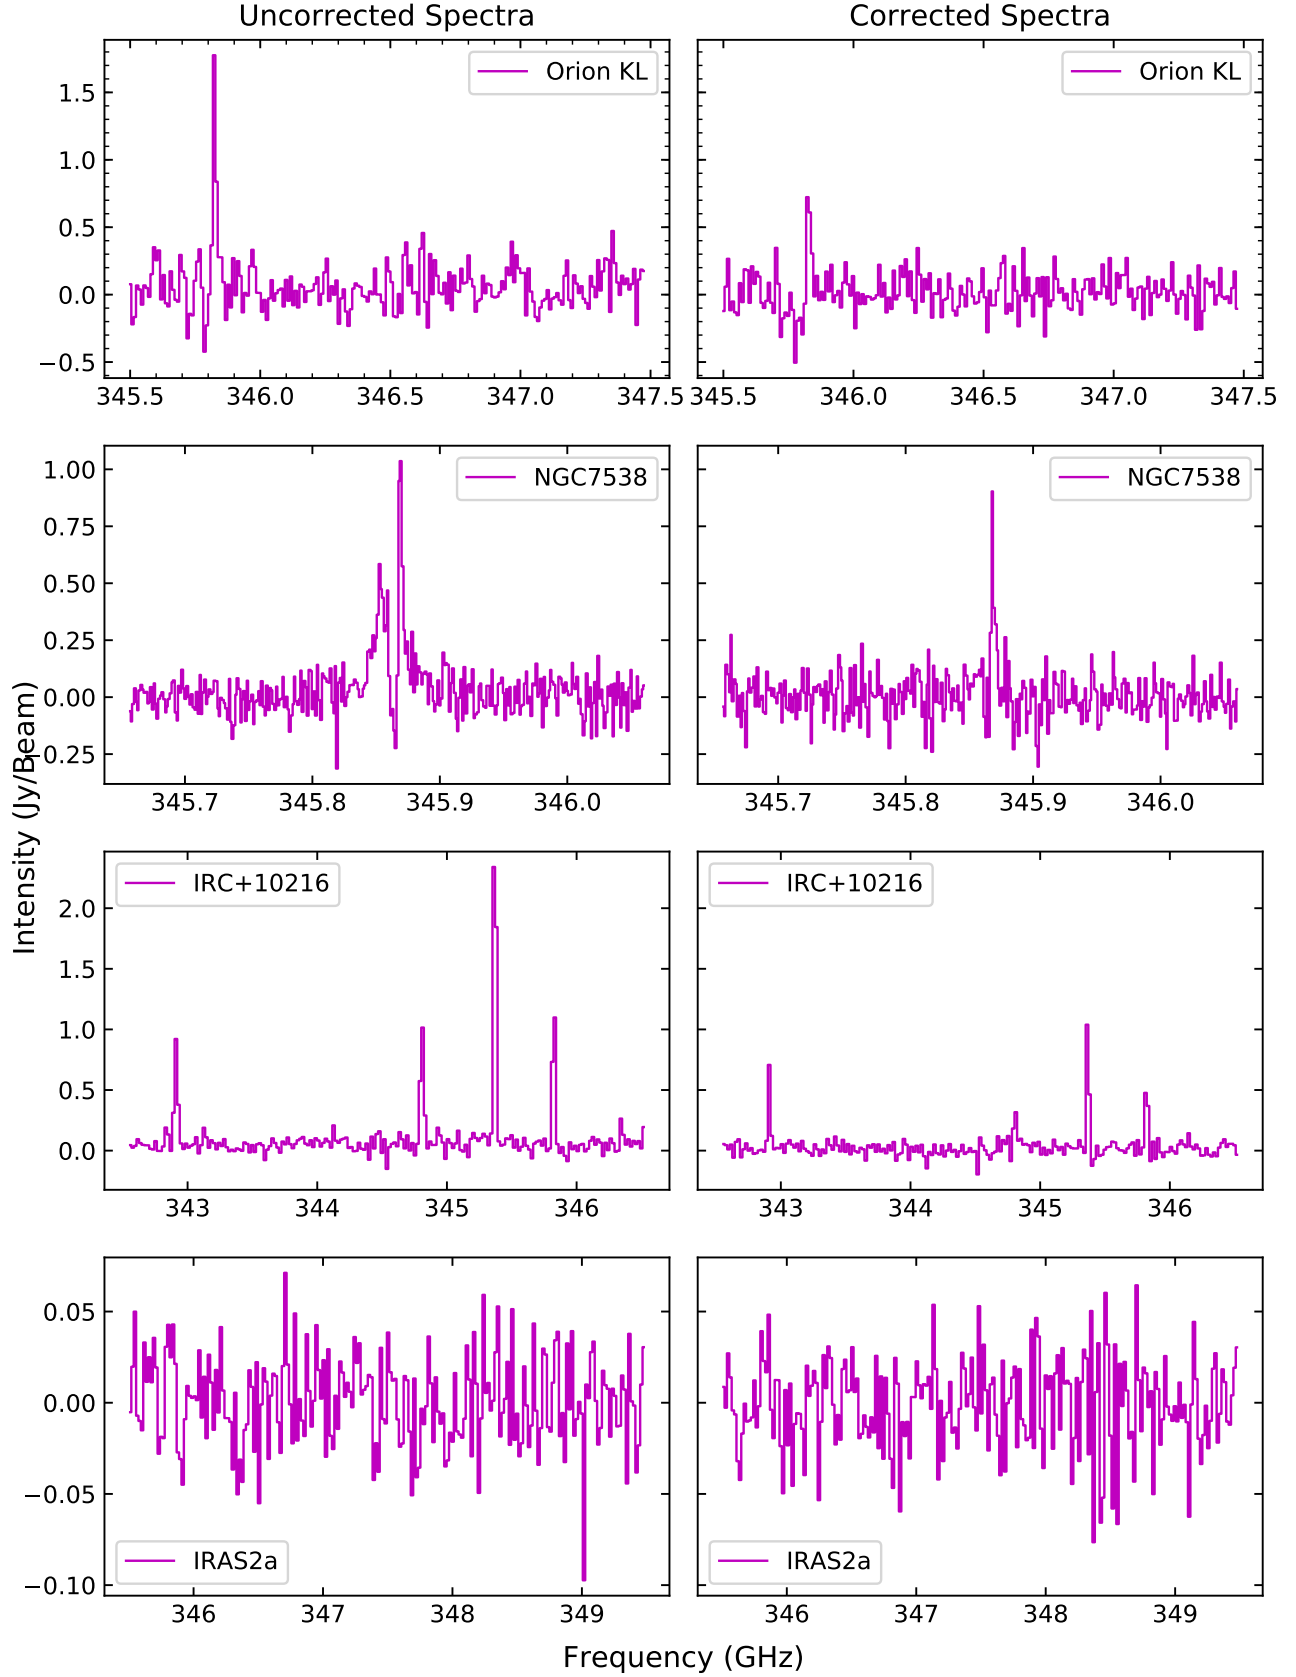 Uncorrected Spectra Corrected Spectra
Orion KL Orion KL
1.5
1.0
0.5
0.0
−0.5
345.5 346.0 346.5 347.0 347.5 345.5 346.0 346.5 347.0 347.5
NGC7538 NGC7538
1.00
0.75
0.50
0.25
0.00
−0.25
345.7 345.8 345.9 346.0 345.7 345.8 345.9 346.0
Intensity (Jy/Beam)
IRC+10216 IRC+10216
2.0
1.5
1.0
0.5
0.0
343 344 345 346 343 344 345 346
0.05
0.00
−0.05
−0.10
IRAS2a IRAS2a
346 347 348 349 346 347 348 349
Frequency (GHz)